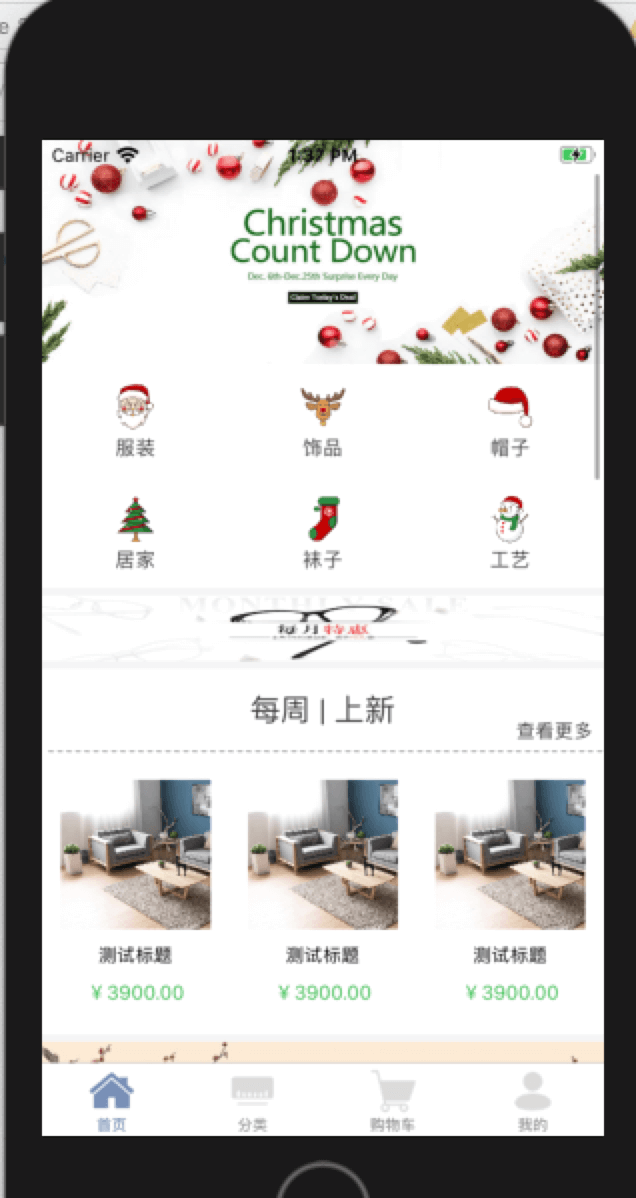 Carrier
1:37 PM
Christmas
Count Down
Dec. 6th-Dec.25th Surprise Every Day
Claim Today's Deal
服装 饰品 帽子
居家 袜子 工艺
MONTHLY SALE
每月特惠
每周 | 上新
查看更多
测试标题 测试标题 测试标题
¥ 3900.00 ¥ 3900.00 ¥ 3900.00
首页 分类 购物车 我的